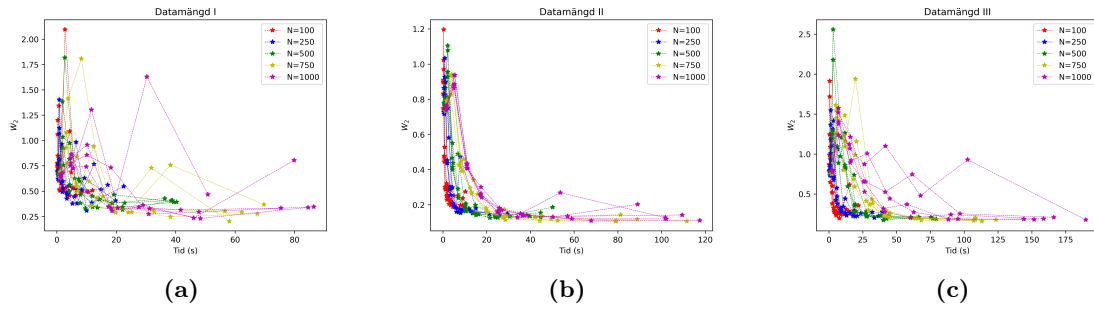 Datamängd I
2.00
1.75
1.50
1.25
1.00
0.75
0.50
0.25
W2
0
20
40
60
80
Tid (s)
N=100
N=250
N=500
N=750
N=1000
(a)
Datamängd II
1.2
1.0
0.8
0.6
0.4
0.2
W2
0
20
40
60
80
100
120
Tid (s)
N=100
N=250
N=500
N=750
N=1000
(b)
Datamängd III
2.5
2.0
1.5
1.0
0.5
W2
0
25
50
75
100
125
150
175
Tid (s)
N=100
N=250
N=500
N=750
N=1000
(c)